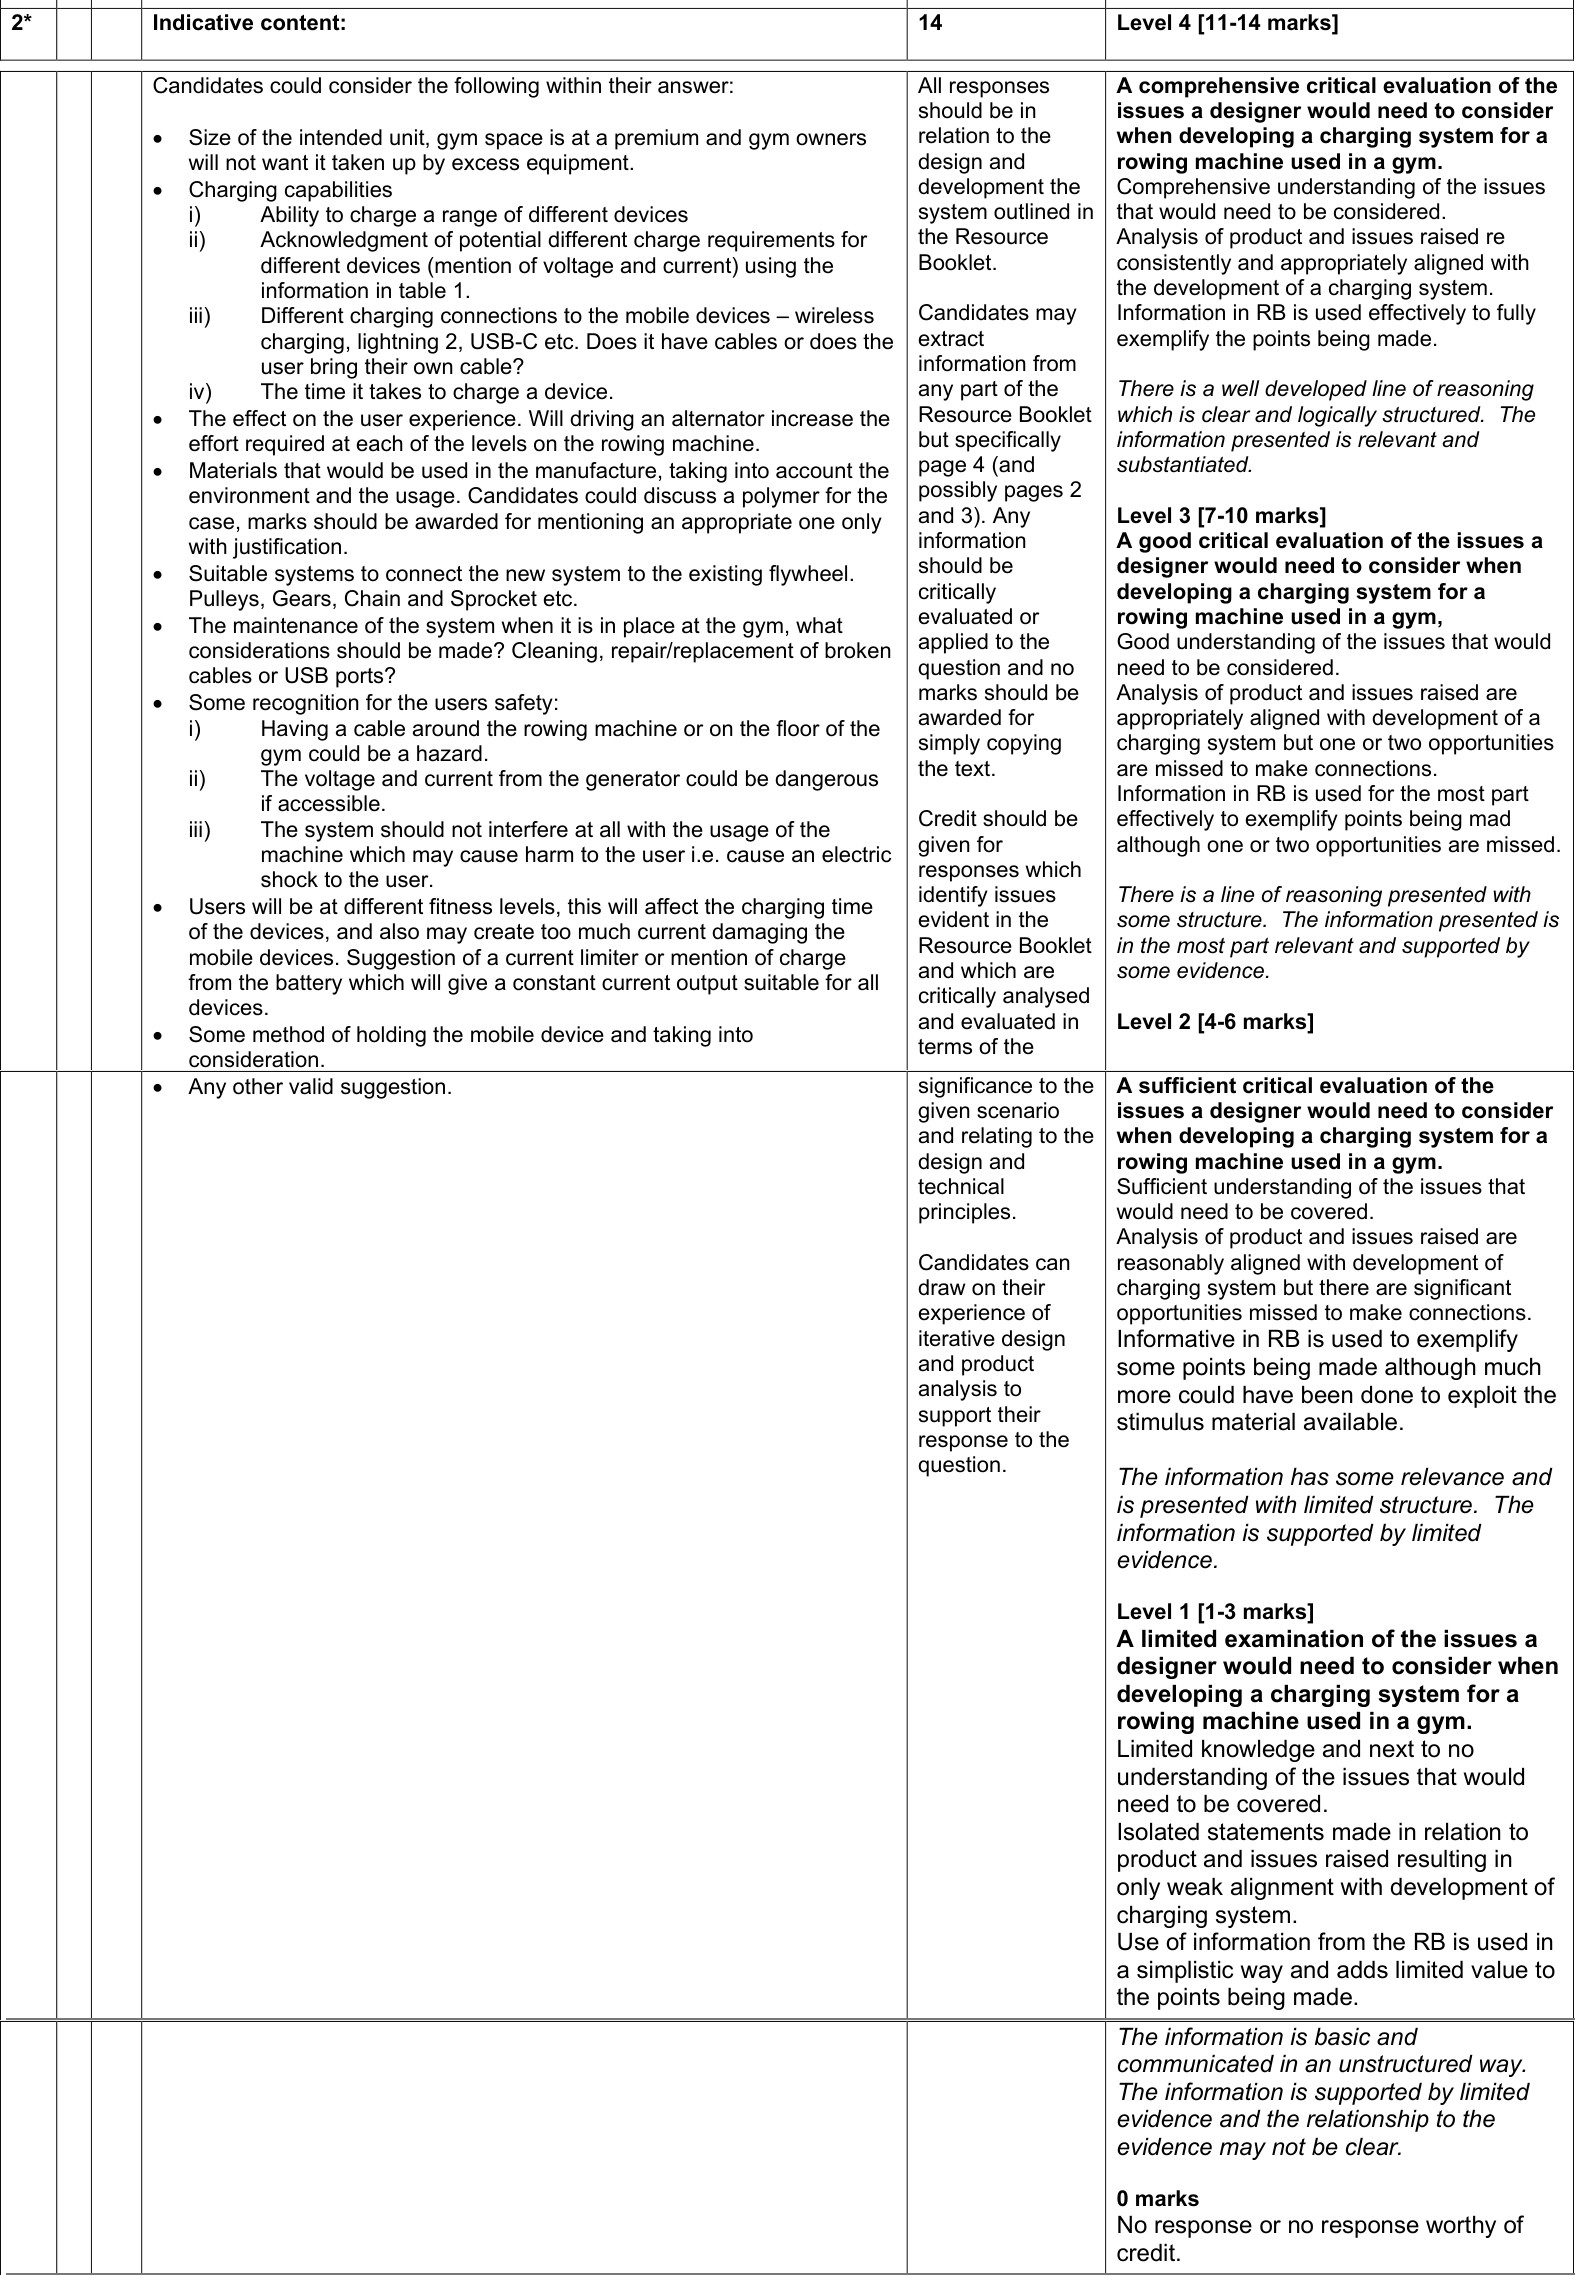 2*
Indicative content:
14
Level 4 [11-14 marks]
Candidates could consider the following within their answer:
• Size of the intended unit, gym space is at a premium and gym owners
will not want it taken up by excess equipment.
• Charging capabilities
i) Ability to charge a range of different devices
ii) Acknowledgment of potential different charge requirements for
different devices (mention of voltage and current) using the
information in table 1.
iii) Different charging connections to the mobile devices – wireless
charging, lightning 2, USB-C etc. Does it have cables or does the
user bring their own cable?
iv) The time it takes to charge a device.
• The effect on the user experience. Will driving an alternator increase the
effort required at each of the levels on the rowing machine.
• Materials that would be used in the manufacture, taking into account the
environment and the usage. Candidates could discuss a polymer for the
case, marks should be awarded for mentioning an appropriate one only
with justification.
• Suitable systems to connect the new system to the existing flywheel.
Pulleys, Gears, Chain and Sprocket etc.
• The maintenance of the system when it is in place at the gym, what
considerations should be made? Cleaning, repair/replacement of broken
cables or USB ports?
• Some recognition for the users safety:
i) Having a cable around the rowing machine or on the floor of the
gym could be a hazard.
ii) The voltage and current from the generator could be dangerous
if accessible.
iii) The system should not interfere at all with the usage of the
machine which may cause harm to the user i.e. cause an electric
shock to the user.
• Users will be at different fitness levels, this will affect the charging time
of the devices, and also may create too much current damaging the
mobile devices. Suggestion of a current limiter or mention of charge
from the battery which will give a constant current output suitable for all
devices.
• Some method of holding the mobile device and taking into
consideration.
All responses
should be in
relation to the
design and
development the
system outlined in
the Resource
Booklet.
Candidates may
extract
information from
any part of the
Resource Booklet
but specifically
page 4 (and
possibly pages 2
and 3). Any
information
should be
critically
evaluated or
applied to the
question and no
marks should be
awarded for
simply copying
the text.
Credit should be
given for
responses which
identify issues
evident in the
Resource Booklet
and which are
critically analysed
and evaluated in
terms of the
A comprehensive critical evaluation of the
issues a designer would need to consider
when developing a charging system for a
rowing machine used in a gym.
Comprehensive understanding of the issues
that would need to be considered.
Analysis of product and issues raised re
consistently and appropriately aligned with
the development of a charging system.
Information in RB is used effectively to fully
exemplify the points being made.
There is a well developed line of reasoning
which is clear and logically structured. The
information presented is relevant and
substantiated.
Level 3 [7-10 marks]
A good critical evaluation of the issues a
designer would need to consider when
developing a charging system for a
rowing machine used in a gym,
Good understanding of the issues that would
need to be considered.
Analysis of product and issues raised are
appropriately aligned with development of a
charging system but one or two opportunities
are missed to make connections.
Information in RB is used for the most part
effectively to exemplify points being mad
although one or two opportunities are missed.
There is a line of reasoning presented with
some structure. The information presented is
in the most part relevant and supported by
some evidence.
Level 2 [4-6 marks]
• Any other valid suggestion.
significance to the
given scenario
and relating to the
design and
technical
principles.
Candidates can
draw on their
experience of
iterative design
and product
analysis to
support their
response to the
question.
A sufficient critical evaluation of the
issues a designer would need to consider
when developing a charging system for a
rowing machine used in a gym.
Sufficient understanding of the issues that
would need to be covered.
Analysis of product and issues raised are
reasonably aligned with development of
charging system but there are significant
opportunities missed to make connections.
Informative in RB is used to exemplify
some points being made although much
more could have been done to exploit the
stimulus material available.
The information has some relevance and
is presented with limited structure. The
information is supported by limited
evidence.
Level 1 [1-3 marks]
A limited examination of the issues a
designer would need to consider when
developing a charging system for a
rowing machine used in a gym.
Limited knowledge and next to no
understanding of the issues that would
need to be covered.
Isolated statements made in relation to
product and issues raised resulting in
only weak alignment with development of
charging system.
Use of information from the RB is used in
a simplistic way and adds limited value to
the points being made.
The information is basic and
communicated in an unstructured way.
The information is supported by limited
evidence and the relationship to the
evidence may not be clear.
0 marks
No response or no response worthy of
credit.